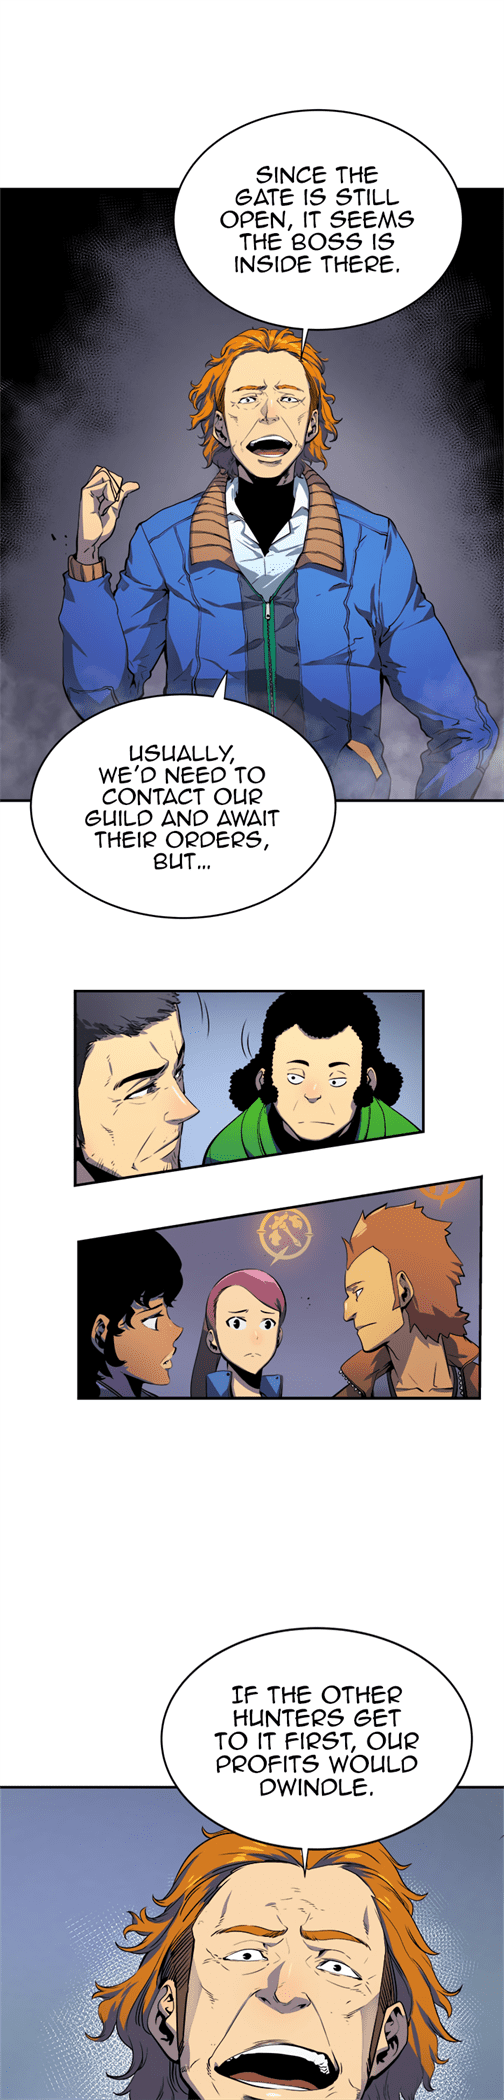 SINCE THE
GATE IS STILL
OPEN, IT SEEMS
THE BOSS IS
INSIDE THERE.
USUALLY,
WE'D NEED TO
CONTACT OUR
GUILD AND AWAIT
THEIR ORDERS,
BUT...
IF THE OTHER
HUNTERS GET
TO IT FIRST, OUR
PROFITS WOULD
DWINDLE.